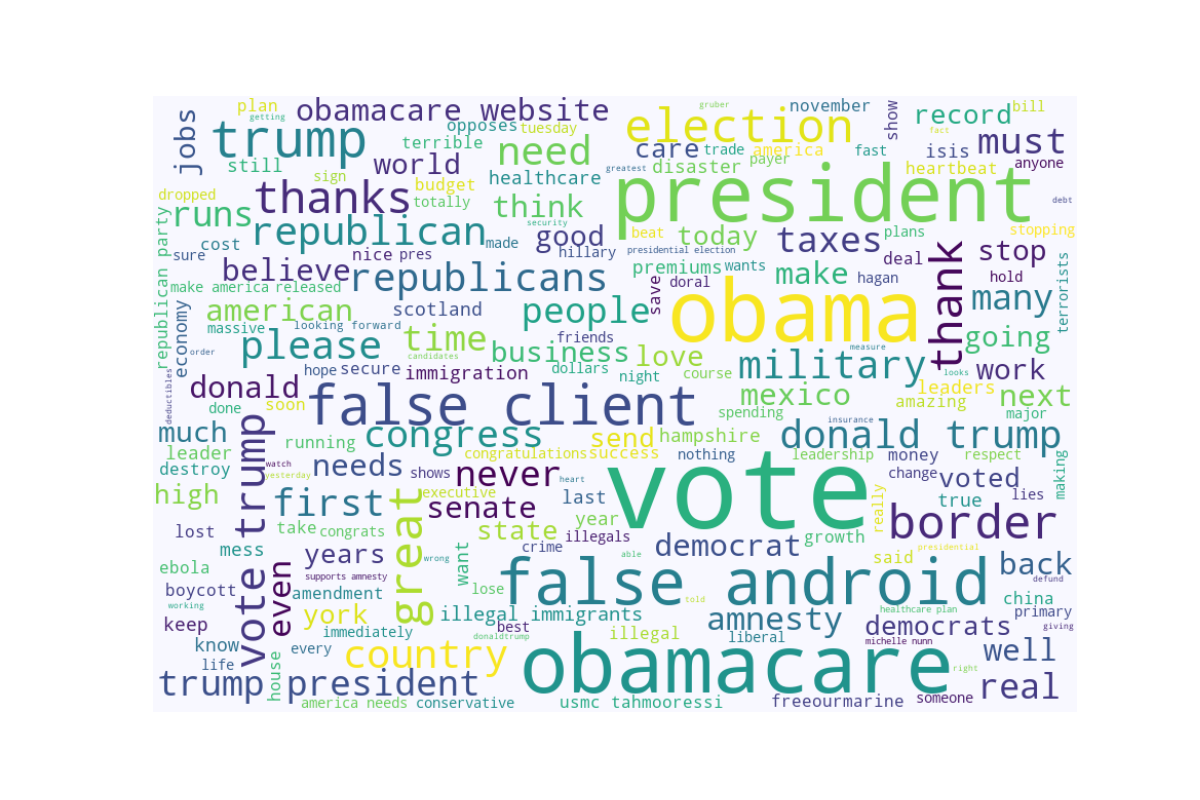 plan
getting
obamacare website
gruber
november
show
record
bill
jobs
trump
opposes
tuesday
election
fact
must
terrible
need
care
trade
america
fast
isis
still
world
disaster
payer
heartbeat
anyone
sign
healthcare
greatest
president
dropped
thanks
budget
totally
think
debt
runs
republican
security
good
beat
today
taxes
plans
stopping
republican party
sure
cost
made
nice
pres
hillary
presidential election
deal
thank
stop
believe
republicans
premiums
wants
make
hagan
hold
terrorists
make america
released
save
doral
obama
many
economy
american
scotland
people
massive
looking forward
time
friends
going
please
candidates
business
love
measure
order
hope
secure
immigration
dollars
night
course
military
looks
work
deductibles
donald
false client
mexico
leaders
amazing
next
done
soon
spending
insurance
major
much
vote trump
running
congress
send
hampshire
donald trump
leader
congratulations
success
nothing
leadership
money
respect
destroy
watch
yesterday
needs
shows
never
heart
vote
change
voted
making
high
first
great
executive
last
really
true
lies
senate
year
border
lost
take
congrats
state
illegals
growth
mess
years
wrong
want
crime
able
democrat
said
presidential
back
ebola
even
supports amnesty
lose
false android
defund
boycott
amendment
told
china
working
keep
york
illegal immigrants
amnesty
healthcare plan
primary
giving
immediately
best
illegal
liberal
democrats
know
every
donaldtrump
michelle nunn
well
life
house
country
obamacare
right
trump president
real
america needs
conservative
usmc tahmooressi
freeourmarine
someone